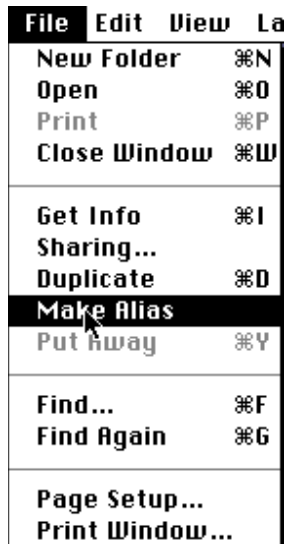 File Edit View La
New Folder ⌘N
Open ⌘O
Print ⌘P
Close Window ⌘W
Get Info ⌘I
Sharing...
Duplicate ⌘D
Make Alias
Put Away ⌘Y
Find... ⌘F
Find Again ⌘G
Page Setup...
Print Window...